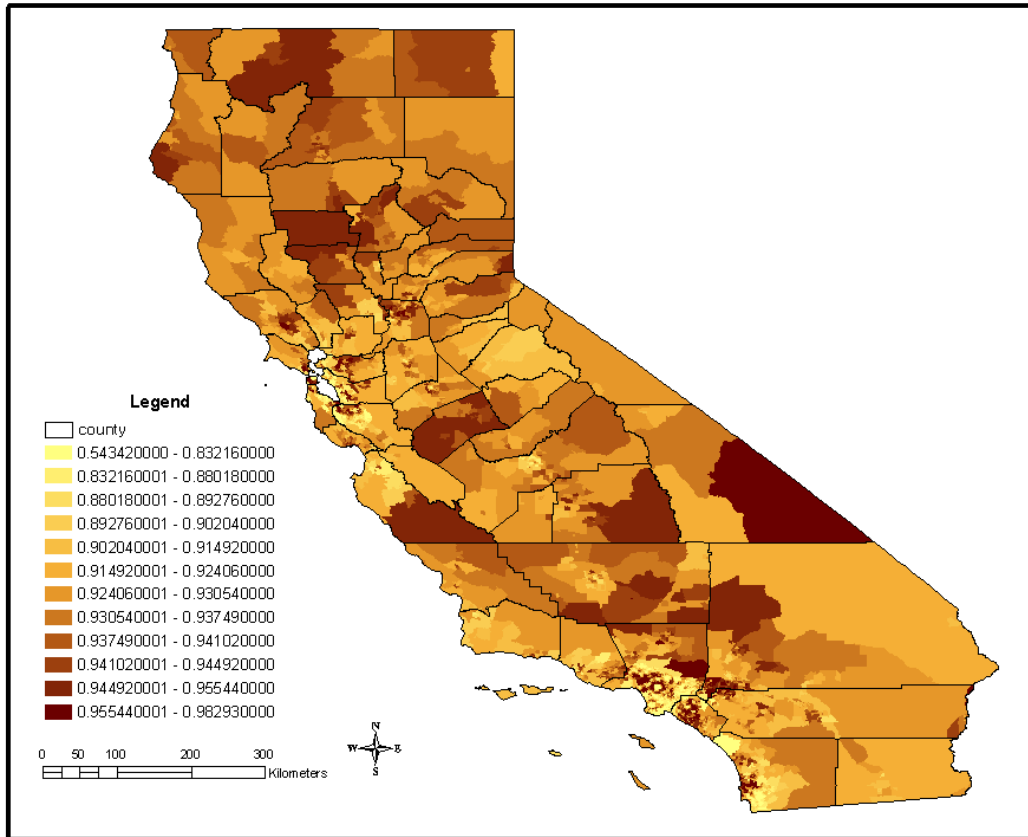 Legend
county
0.543420000 - 0.832160000
0.832160001 - 0.880180000
0.880180001 - 0.892760000
0.892760001 - 0.902040000
0.902040001 - 0.914920000
0.914920001 - 0.924060000
0.924060001 - 0.930540000
0.930540001 - 0.937490000
0.937490001 - 0.941020000
0.941020001 - 0.944920000
0.944920001 - 0.955440000
0.955440001 - 0.982930000
N
W E
S
0 50 100 200 300
Kilometers